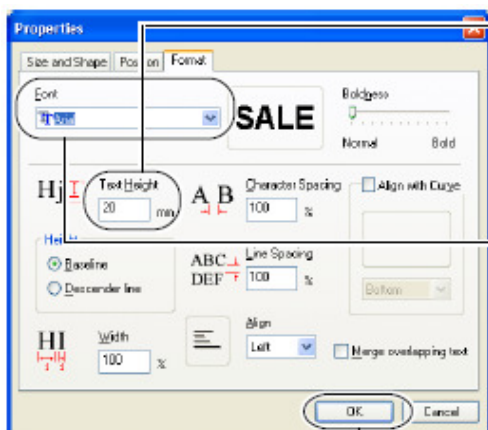 Properties
Size and Shape Position Format
Font
Arial
SALE
Boldness
Normal Bold
Hj Text Height
20 mm
A B Character Spacing
100 %
Align with Curve
Height
Baseline
Descender line
ABC
DEF
Line Spacing
100 %
Bottom
HI Width
100 %
Align
Left
Merge overlapping text
OK Cancel